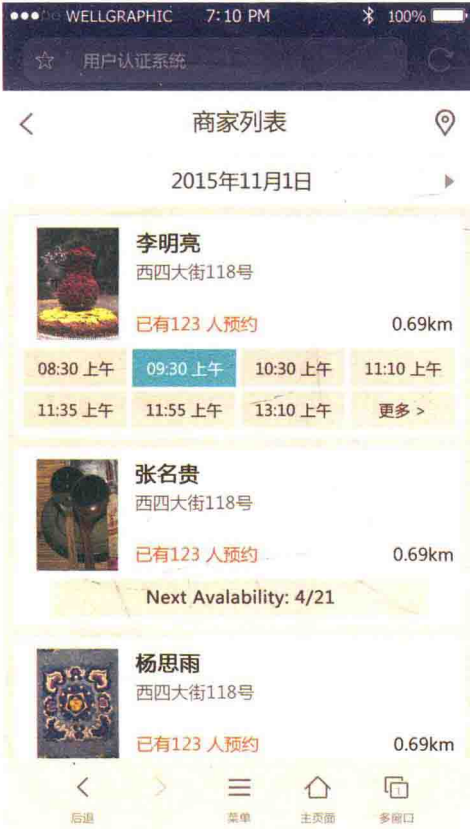 WELLGRAPHIC 7:10 PM 100%
用户认证系统
商家列表
2015年11月1日
李明亮
西四大街118号
已有123 人预约 0.69km
08:30 上午 09:30 上午 10:30 上午 11:10 上午
11:35 上午 11:55 上午 13:10 上午 更多 >
张名贵
西四大街118号
已有123 人预约 0.69km
Next Avalability: 4/21
杨思雨
西四大街118号
已有123 人预约 0.69km
后退 菜单 主页面 多窗口
1